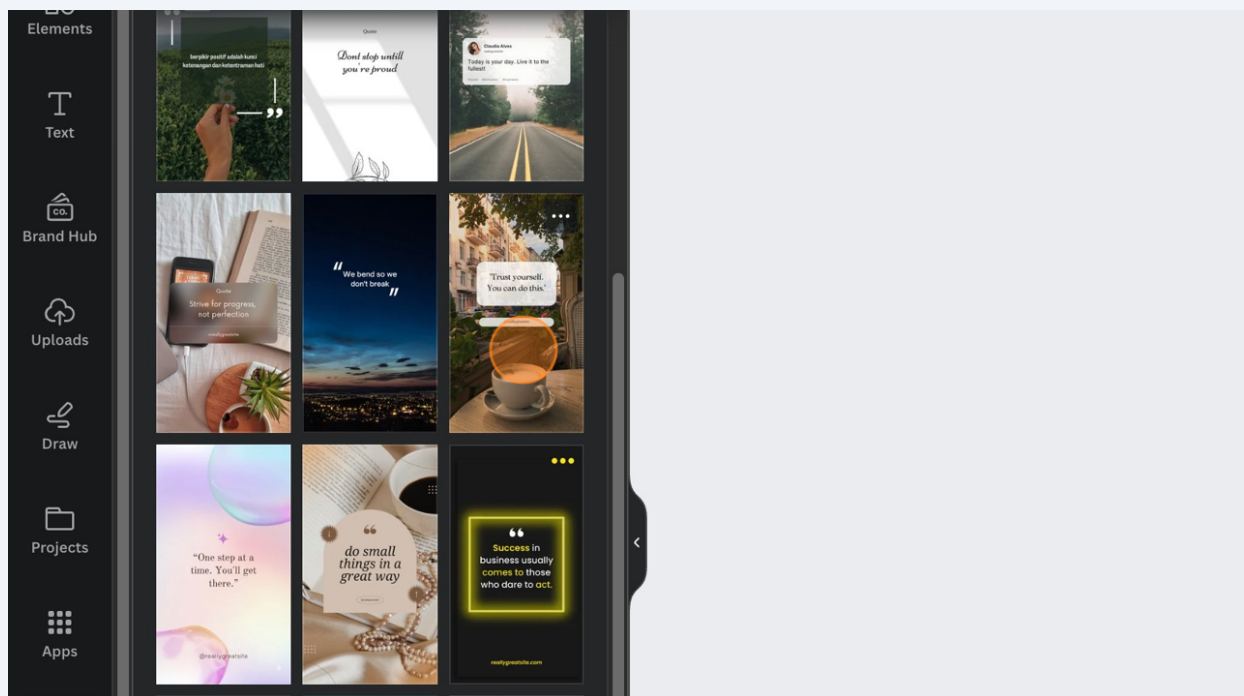 Elements
Text
CO.
Brand Hub
Uploads
Draw
Projects
Apps
berpikir positif adalah kunci
ketenangan dan ketentraman hati
Quote
Dont stop untill
you're proud
Claudia Alves
Today is your day. Live it to the
fullest!
Quote
Strive for progress,
not perfection
reallygreatsite
We bend so we
don't break
"Trust yourself.
You can do this."
"One step at a
time. You'll get
there."
@reallygreatsite
do small
things in a
great way
Success in
business usually
comes to those
who dare to act.
reallygreatsite.com